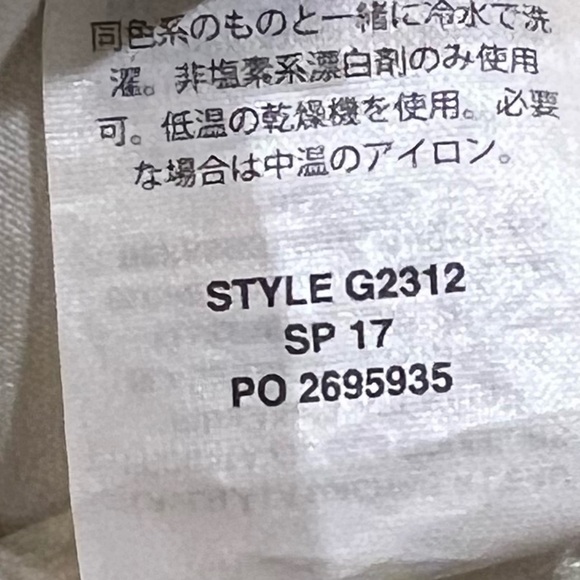 同色系のものと一緒に冷水で洗
濯。非塩素系漂白剤のみ使用
可。低温の乾燥機を使用。必要
な場合は中温のアイロン。
STYLE G2312
SP 17
PO 2695935